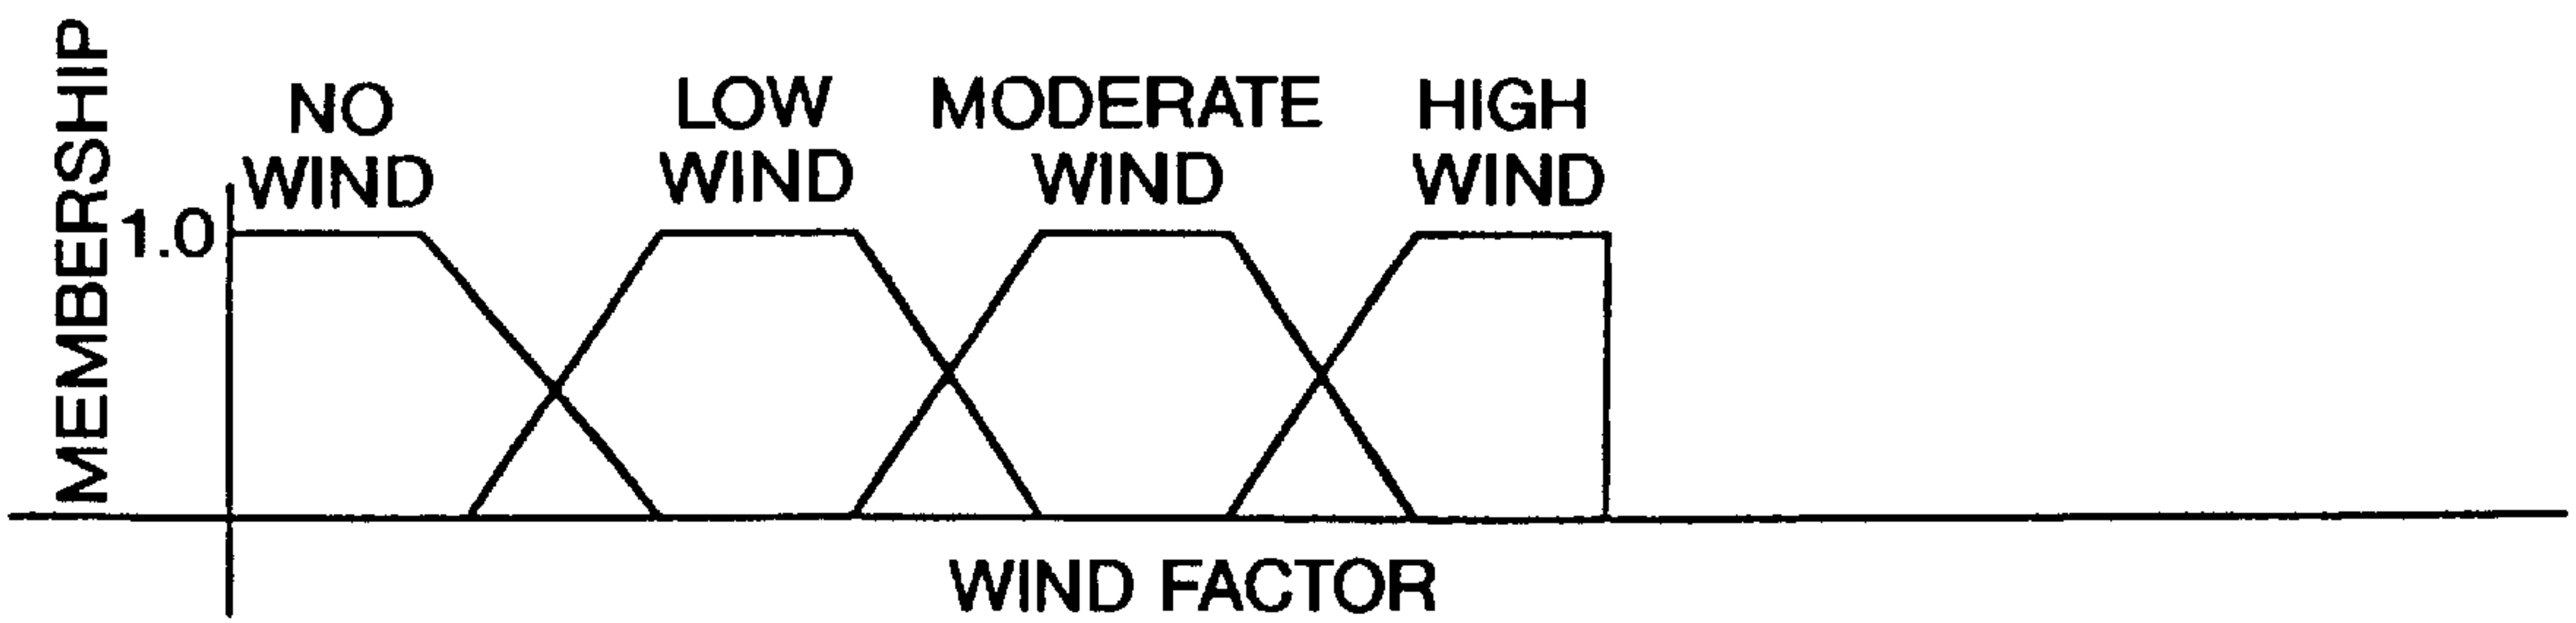 MEMBERSHIP
1.0
NO
WIND
LOW
WIND
MODERATE
WIND
HIGH
WIND
WIND FACTOR